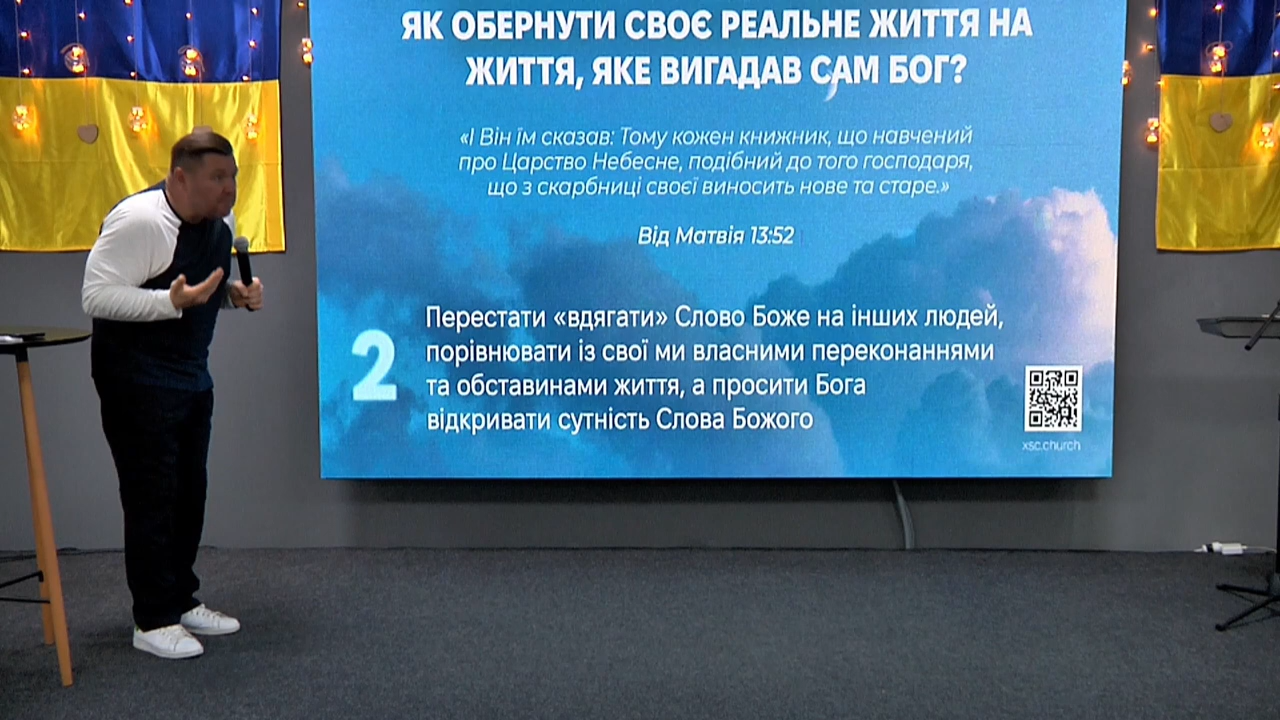 ЯК ОБЕРНУТИ СВОЄ РЕАЛЬНЕ ЖИТТЯ НА
ЖИТТЯ, ЯКЕ ВИГАДАВ САМ БОГ?
«І Він їм сказав: Тому кожен книжник, що навчений
про Царство Небесне, подібний до того господаря,
що з скарбниці своєї виносить нове та старе.»
Від Матвія 13:52
2
Перестати «вдягати» Слово Боже на інших людей,
порівнювати із свої ми власними переконаннями
та обставинами життя, а просити Бога
відкривати сутність Слова Божого
xsc.church